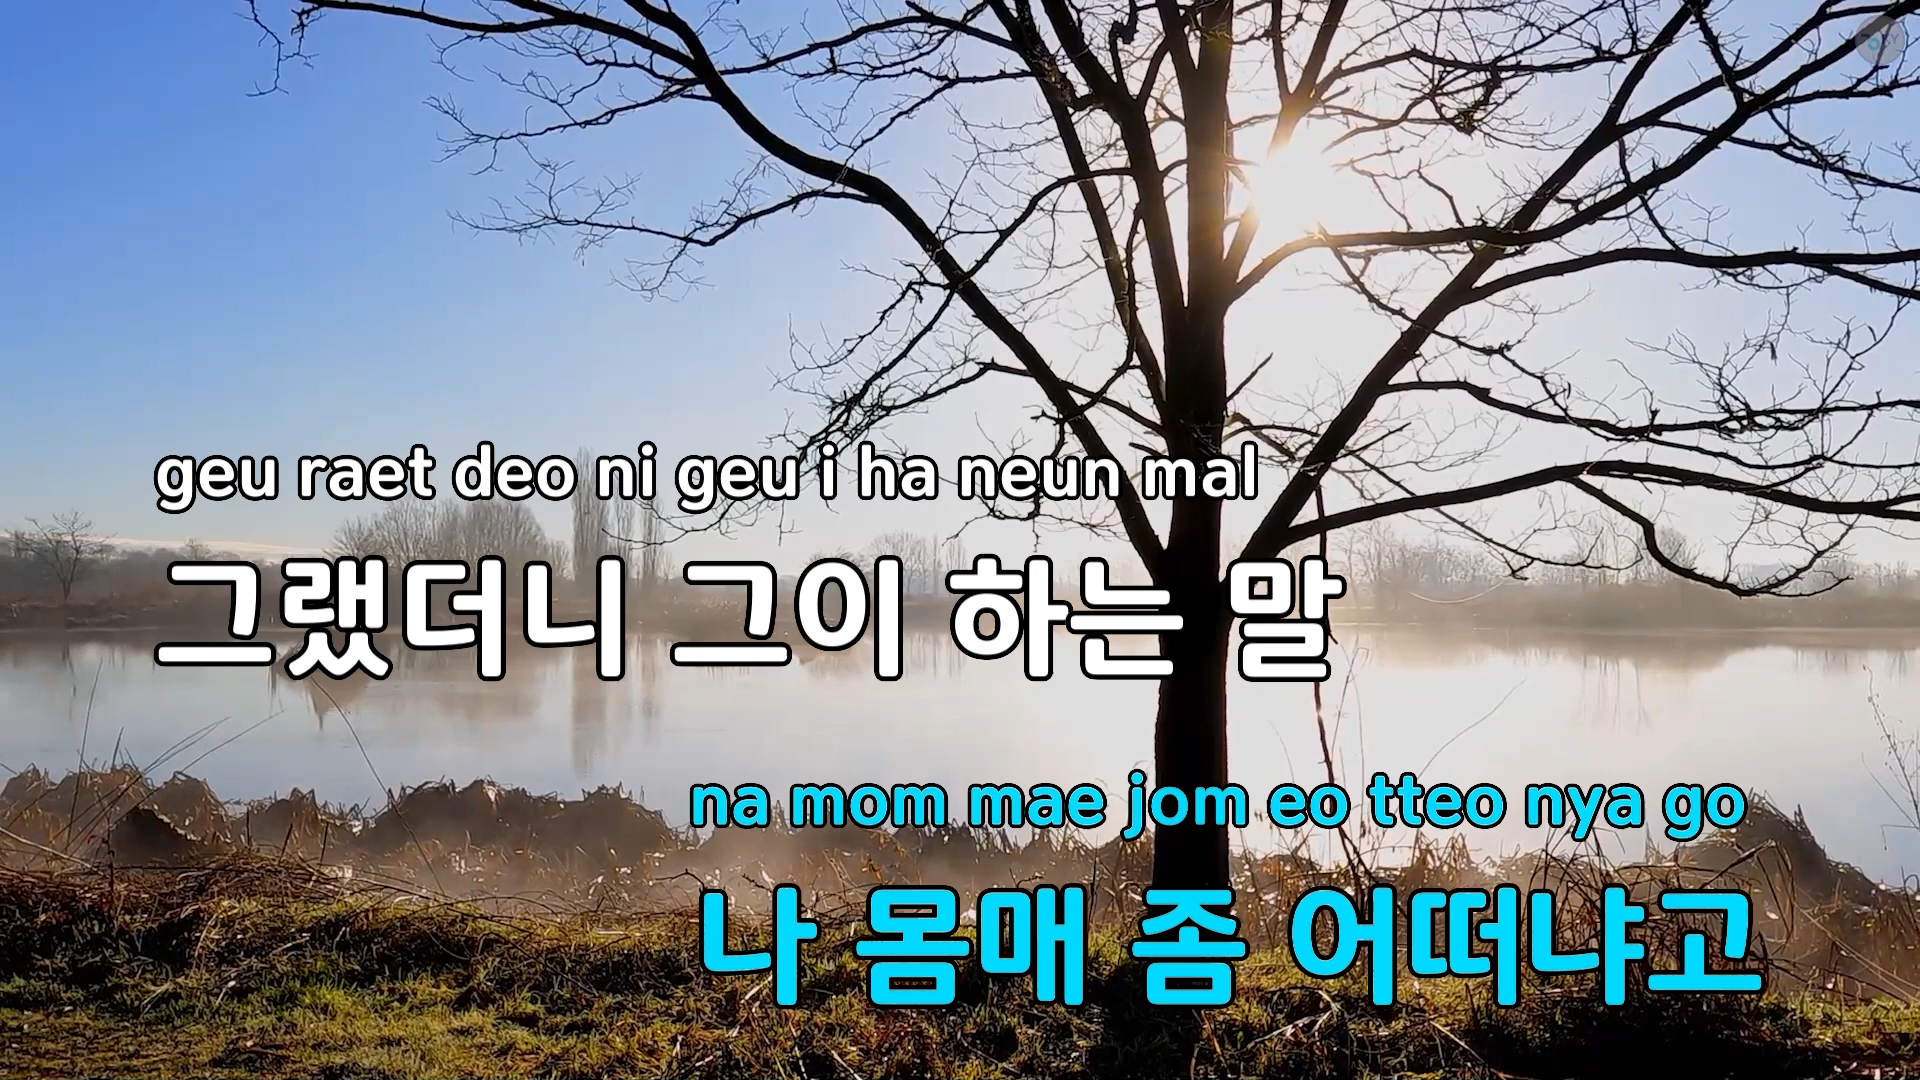 geu raet deo ni geu i ha neun mal
그랬더니 그이 하는 말
na mom mae jom eo tteo nya go
나 몸매 좀 어떠냐고